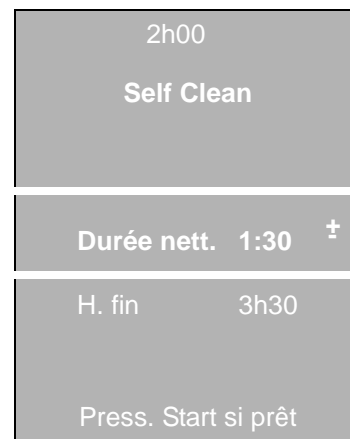 2h00
Self Clean
Durée nett. 1:30 ±
H. fin 3h30
Press. Start si prêt